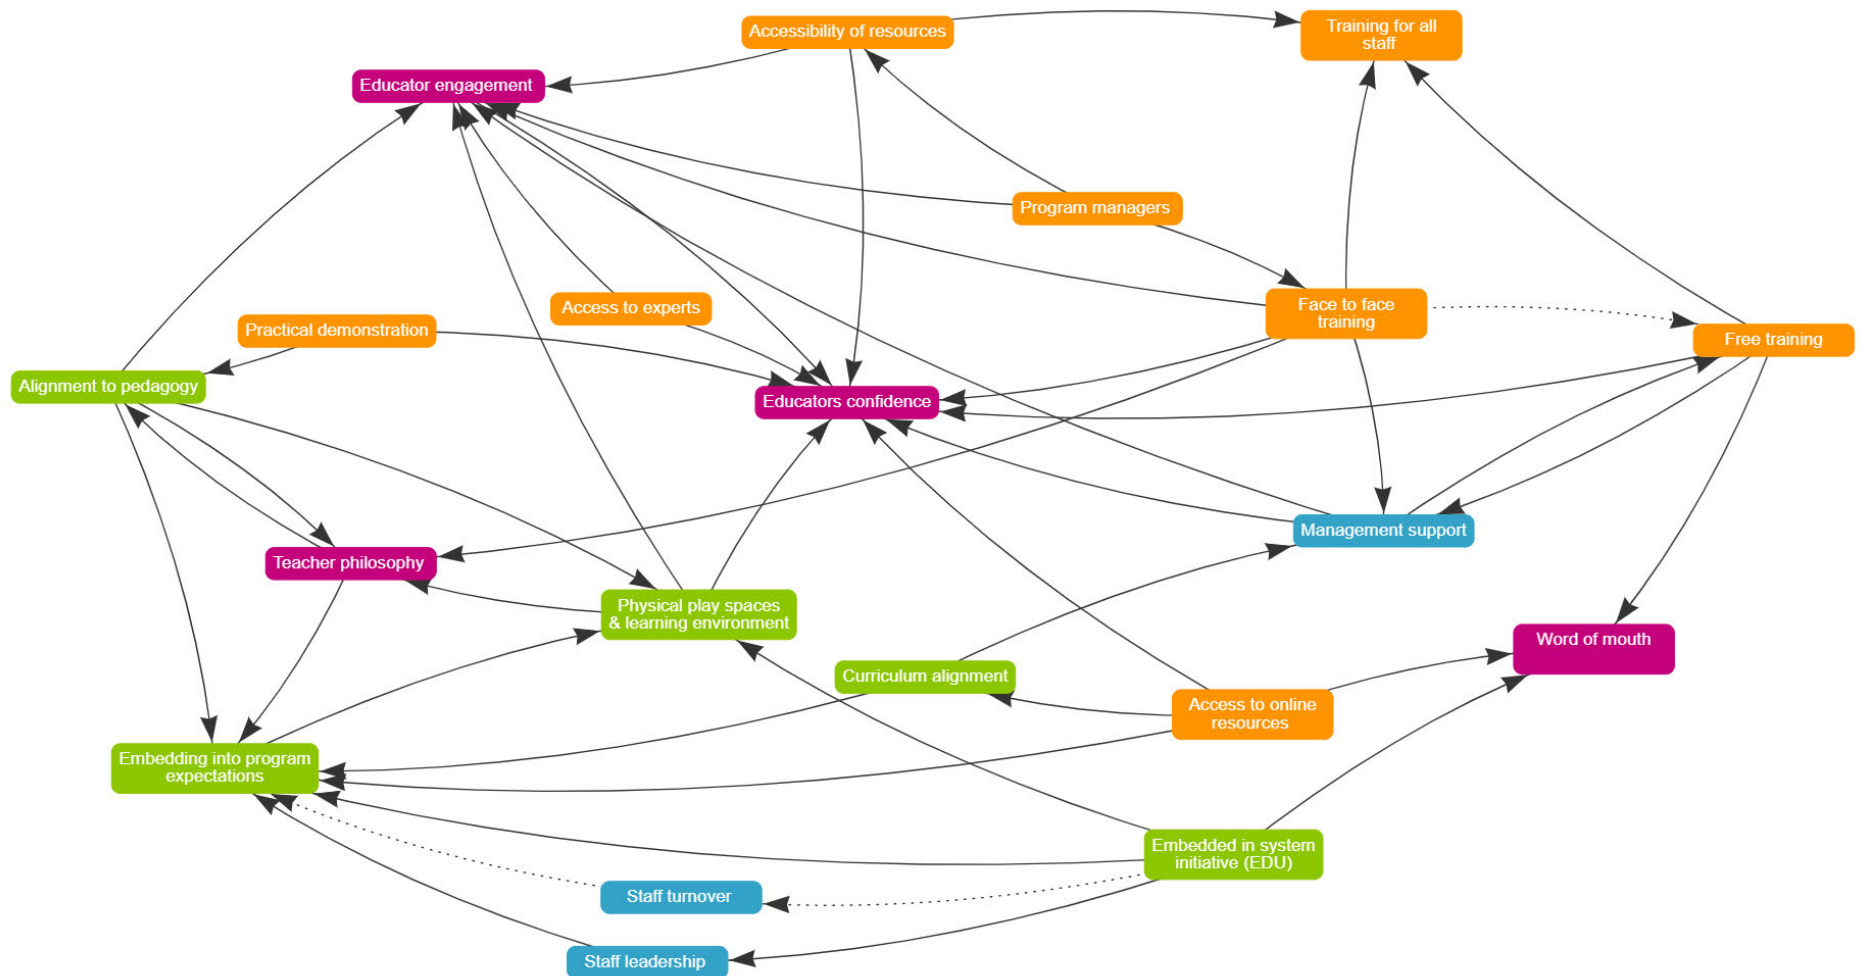 Accessibility of resources
Training for all
staff
Educator engagement
Program managers
Access to experts
Face to face
training
Practical demonstration
Free training
Alignment to pedagogy
Educators confidence
Management support
Teacher philosophy
Physical play spaces
& learning environment
Word of mouth
Curriculum alignment
Access to online
resources
Embedding into program
expectations
Embedded in system
initiative (EDU)
Staff turnover
Staff leadership